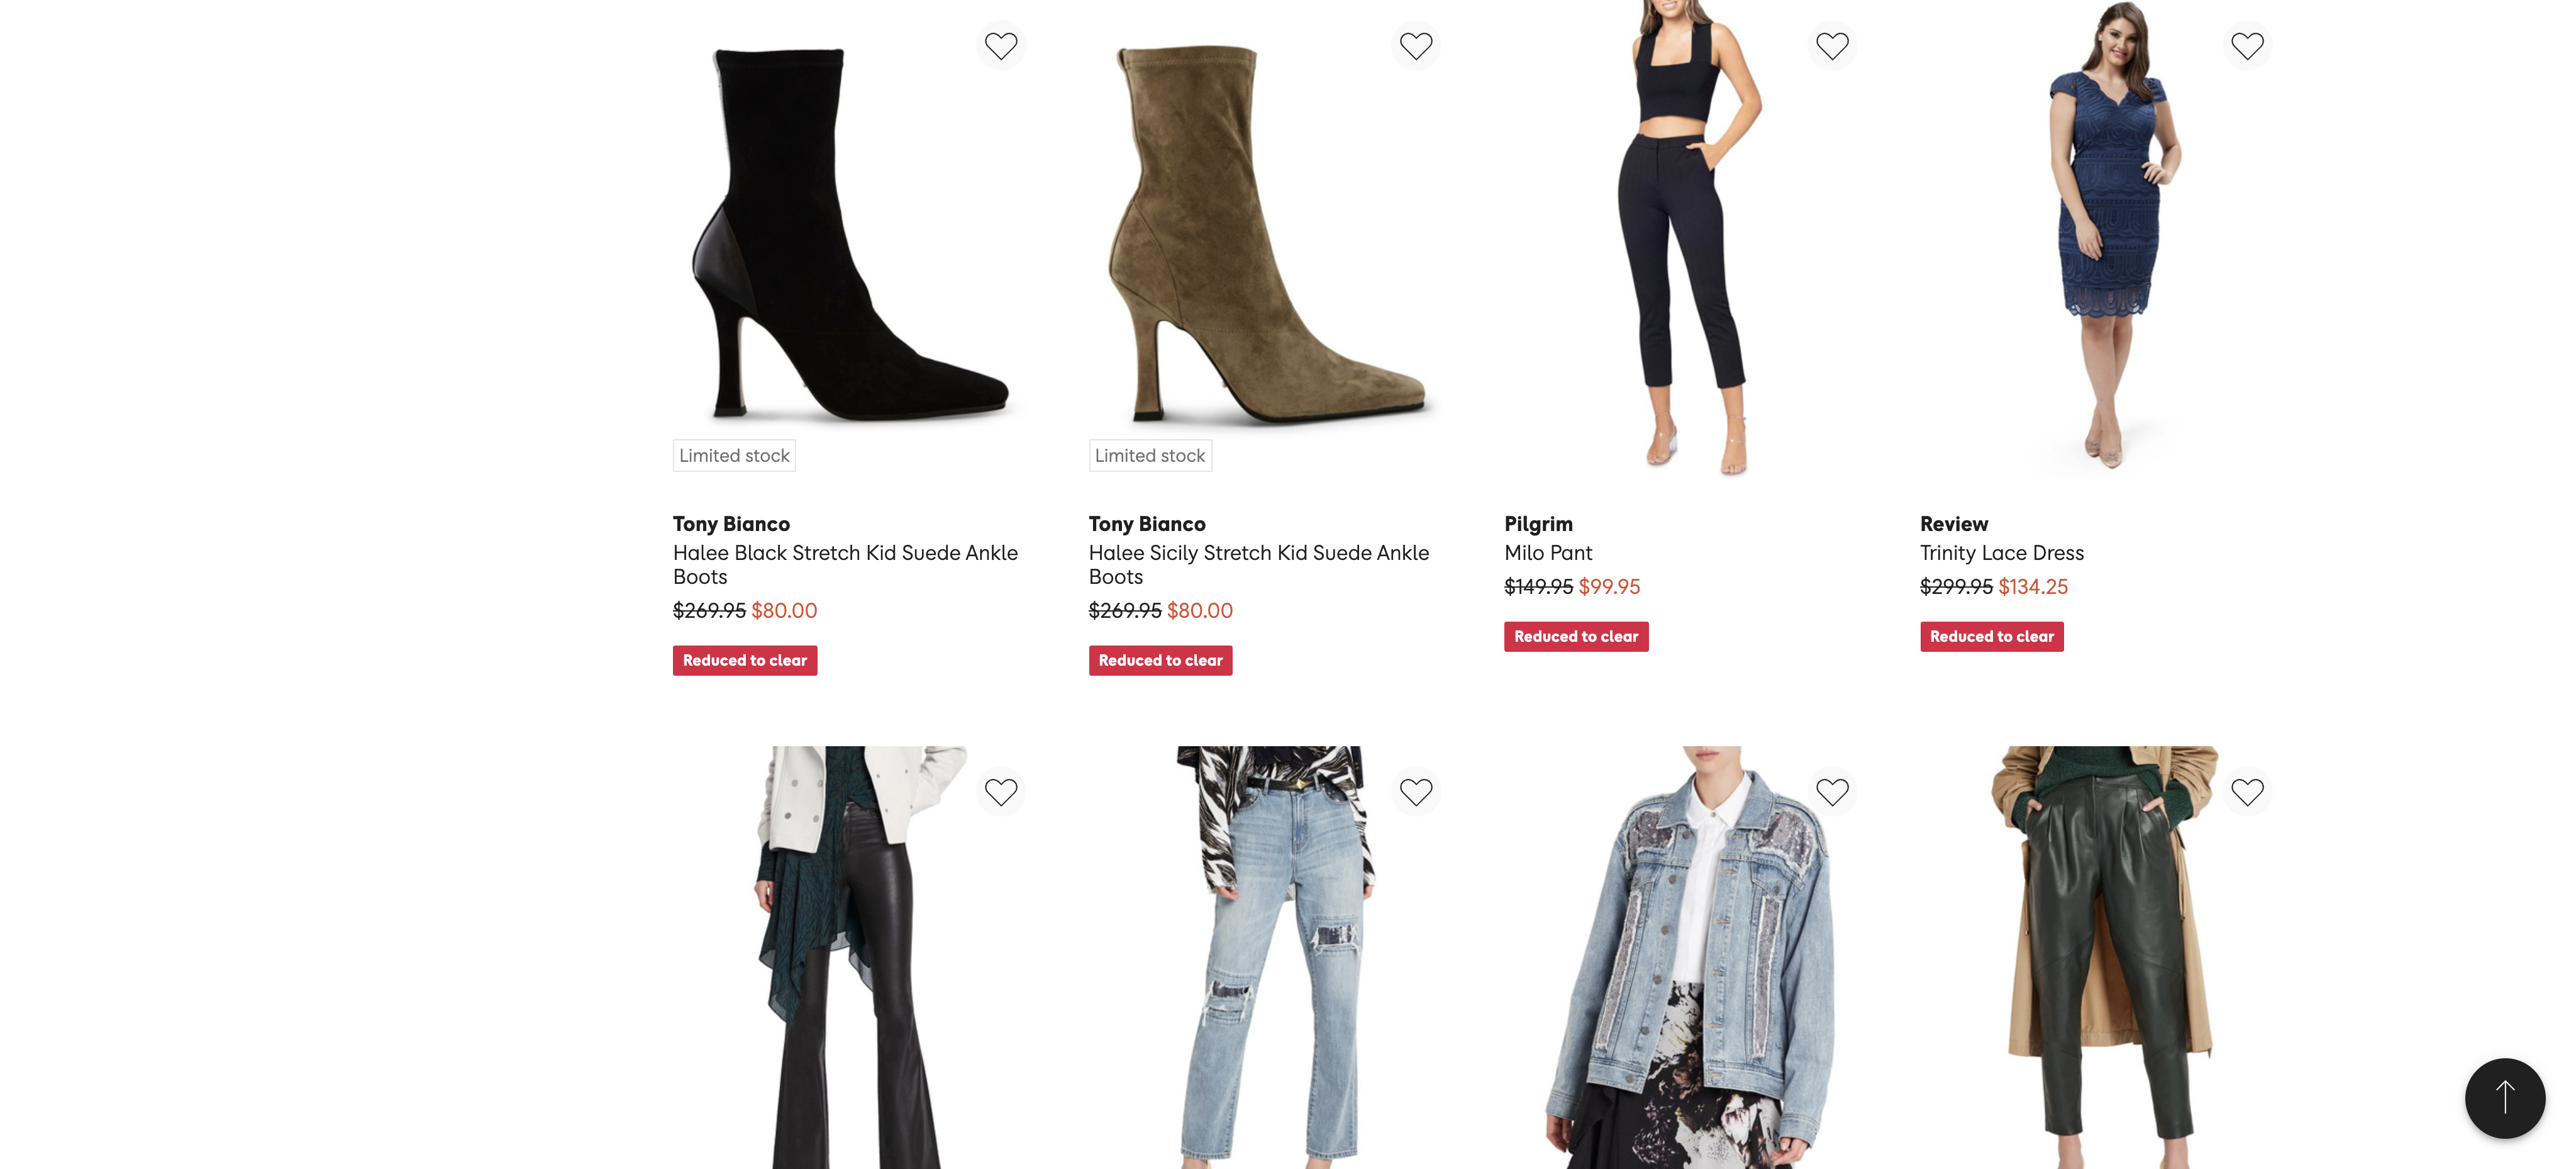 Limited stock
Tony Bianco
Halee Black Stretch Kid Suede Ankle
Boots
$269.95 $80.00
Reduced to clear
Limited stock
Tony Bianco
Halee Sicily Stretch Kid Suede Ankle
Boots
$269.95 $80.00
Reduced to clear
Pilgrim
Milo Pant
$149.95 $99.95
Reduced to clear
Review
Trinity Lace Dress
$299.95 $134.25
Reduced to clear